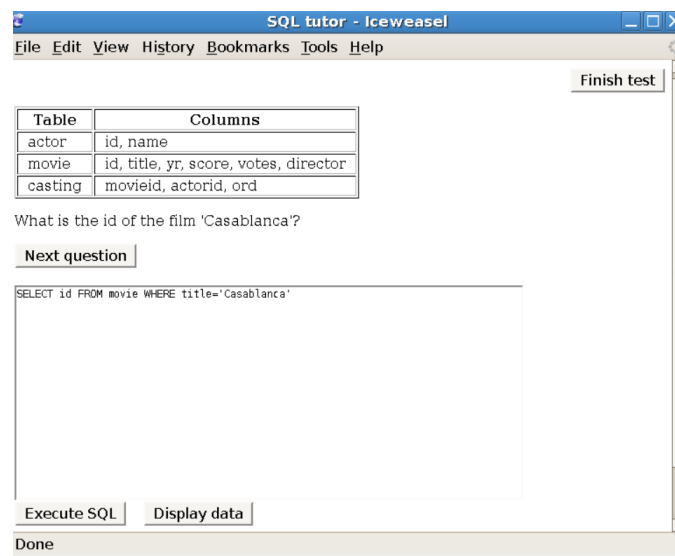 SQL tutor - Iceweasel
File Edit View History Bookmarks Tools Help
Finish test
Table Columns
actor id, name
movie id, title, yr, score, votes, director
casting movieid, actorid, ord
What is the id of the film 'Casablanca'?
Next question
SELECT id FROM movie WHERE title='Casablanca'
Execute SQL Display data
Done